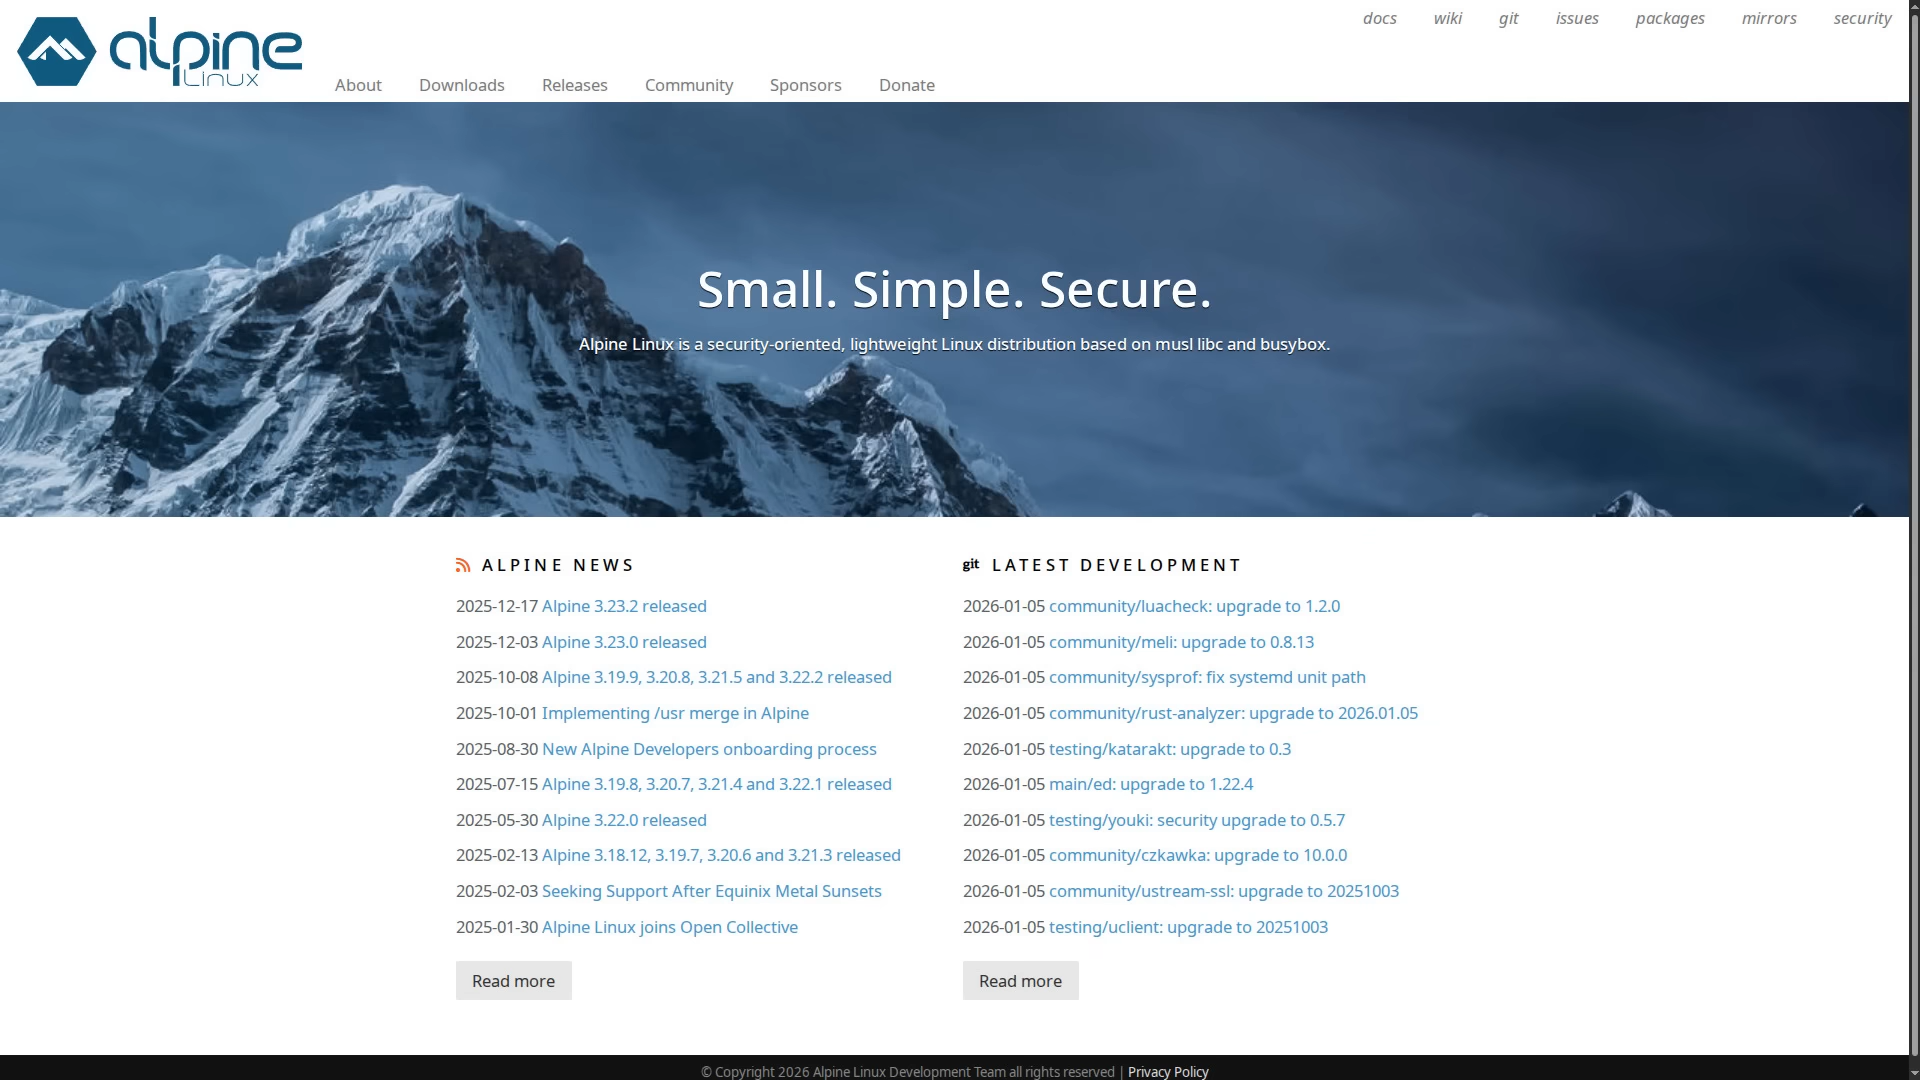 docs wiki git issues packages mirrors security
alpine
Linux
About Downloads Releases Community Sponsors Donate
Small. Simple. Secure.
Alpine Linux is a security-oriented, lightweight Linux distribution based on musl libc and busybox.
ALPINE NEWS
2025-12-17 Alpine 3.23.2 released
2025-12-03 Alpine 3.23.0 released
2025-10-08 Alpine 3.19.9, 3.20.8, 3.21.5 and 3.22.2 released
2025-10-01 Implementing /usr merge in Alpine
2025-08-30 New Alpine Developers onboarding process
2025-07-15 Alpine 3.19.8, 3.20.7, 3.21.4 and 3.22.1 released
2025-05-30 Alpine 3.22.0 released
2025-02-13 Alpine 3.18.12, 3.19.7, 3.20.6 and 3.21.3 released
2025-02-03 Seeking Support After Equinix Metal Sunsets
2025-01-30 Alpine Linux joins Open Collective
Read more
git LATEST DEVELOPMENT
2026-01-05 community/luacheck: upgrade to 1.2.0
2026-01-05 community/meli: upgrade to 0.8.13
2026-01-05 community/sysprof: fix systemd unit path
2026-01-05 community/rust-analyzer: upgrade to 2026.01.05
2026-01-05 testing/katarakt: upgrade to 0.3
2026-01-05 main/ed: upgrade to 1.22.4
2026-01-05 testing/youki: security upgrade to 0.5.7
2026-01-05 community/czkawka: upgrade to 10.0.0
2026-01-05 community/ustream-ssl: upgrade to 20251003
2026-01-05 testing/uclient: upgrade to 20251003
Read more
© Copyright 2026 Alpine Linux Development Team all rights reserved | Privacy Policy